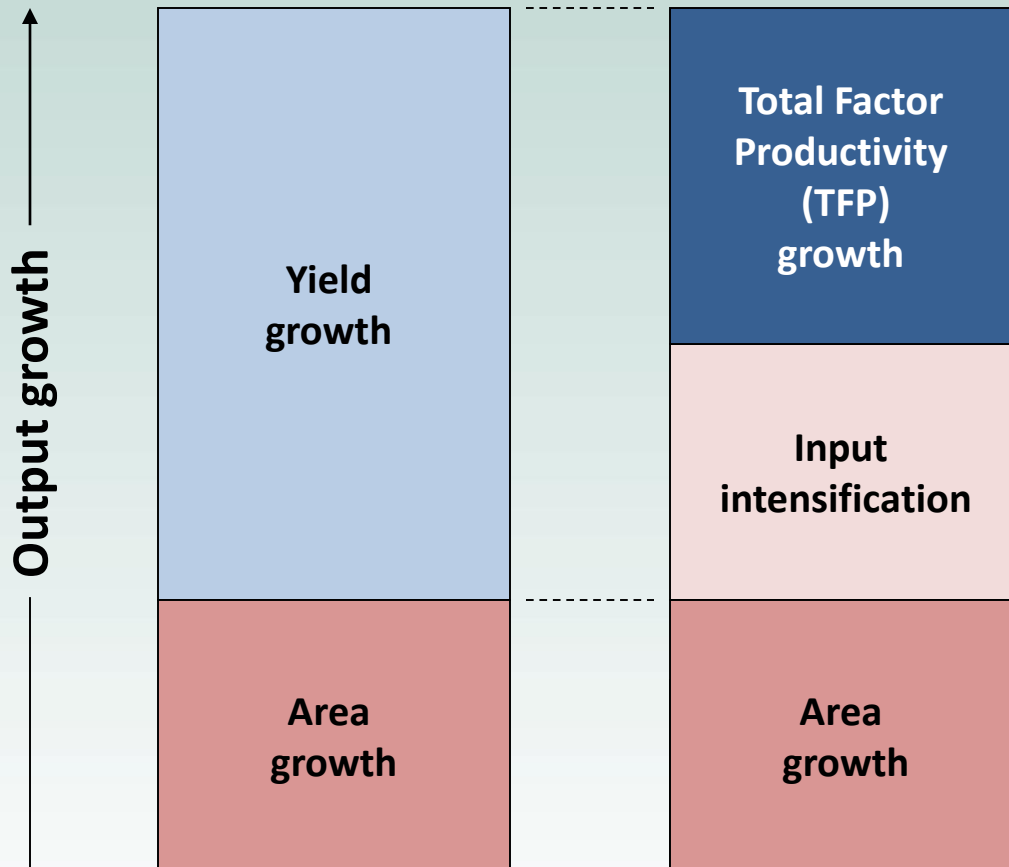 Output growth
Yield
growth
Area
growth
Total Factor
Productivity
(TFP)
growth
Input
intensification
Area
growth